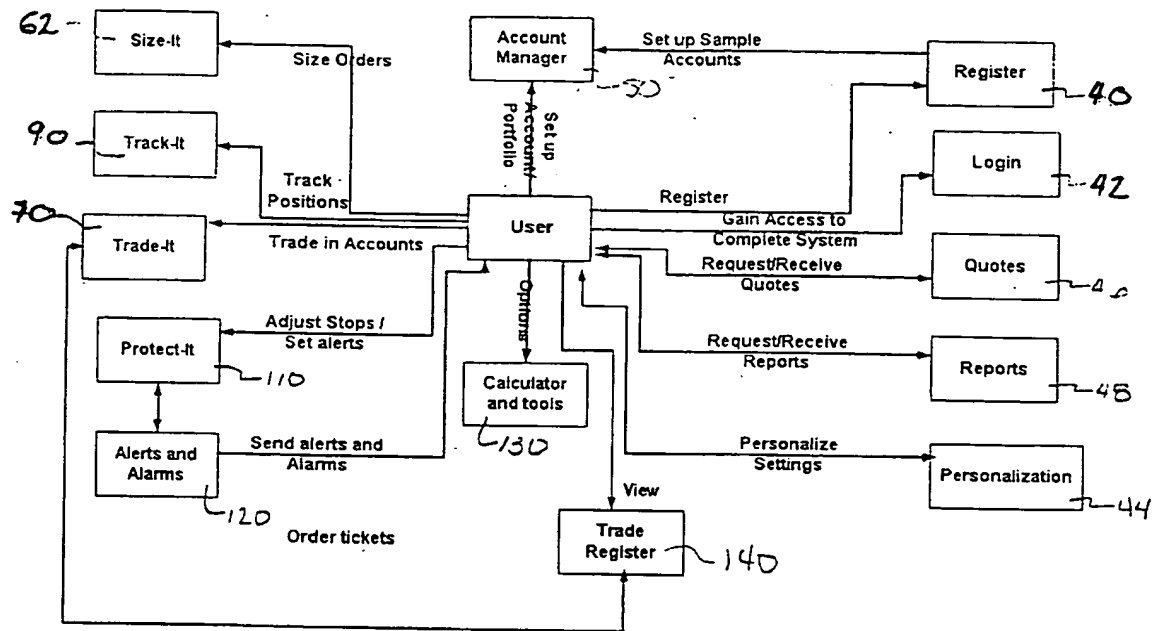 62
Size-It
Size Orders
Account
Manager
50
Set up Sample
Accounts
Register
40
90
Track-It
Track
Positions
Set up
Account/
Portfolio
Login
42
Register
Gain Access to
Complete System
70
Trade-It
Trade in Accounts
User
Request/Receive
Quotes
Quotes
Adjust Stops /
Set alerts
Protect-It
110
Options
Calculator
and tools
130
Request/Receive
Reports
Reports
48
Alerts and
Alarms
120
Send alerts and
Alarms
Personalize
Settings
Personalization
44
View
Order tickets
Trade
Register
140